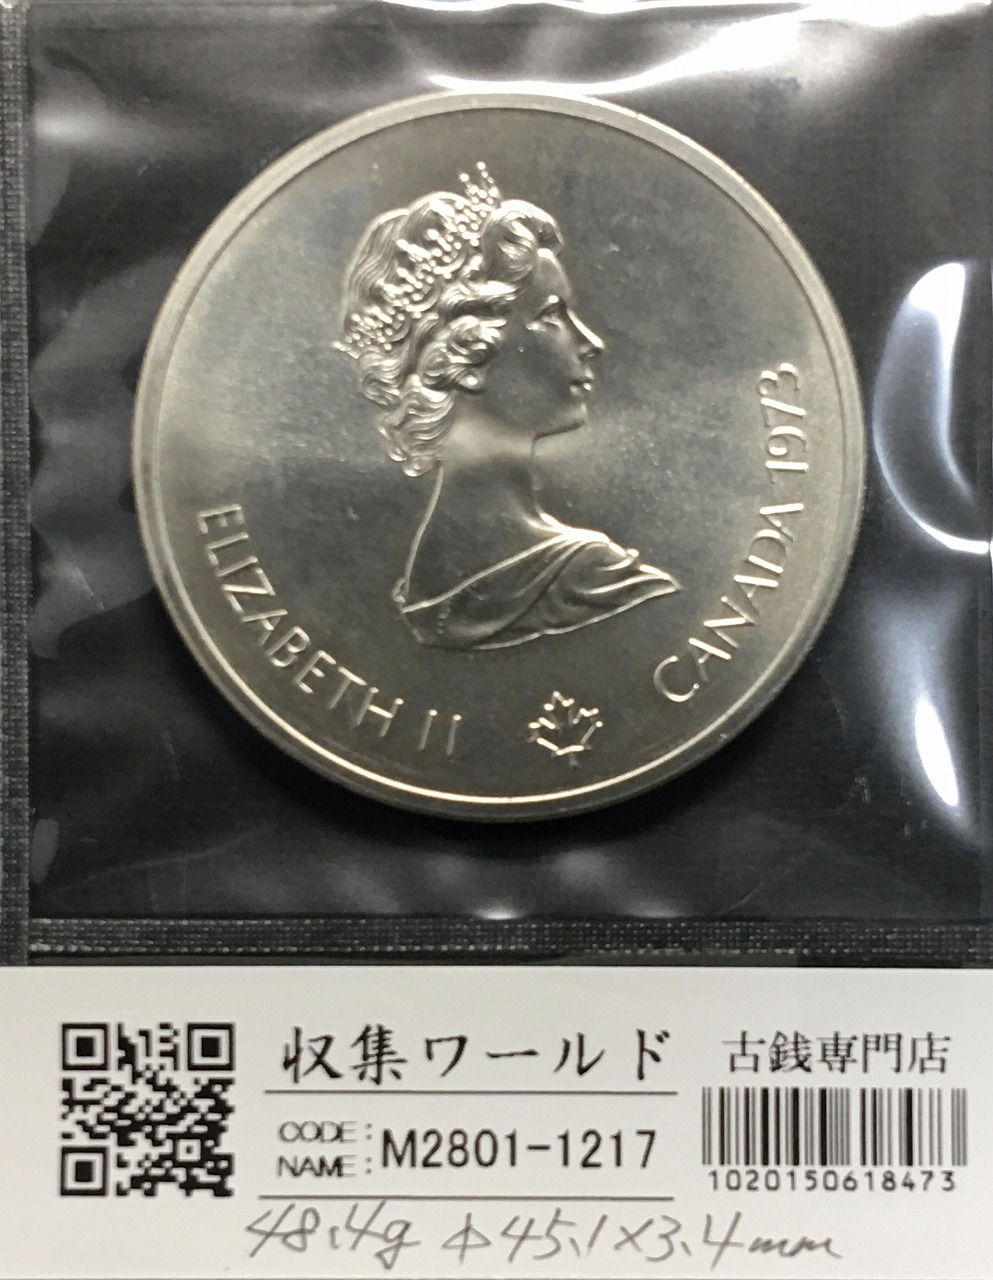 ELIZABETH II
CANADA 1973
収集ワールド
古銭専門店
CODE:
NAME: M2801-1217
1020150618473
48.4g Φ45.1×3.4mm